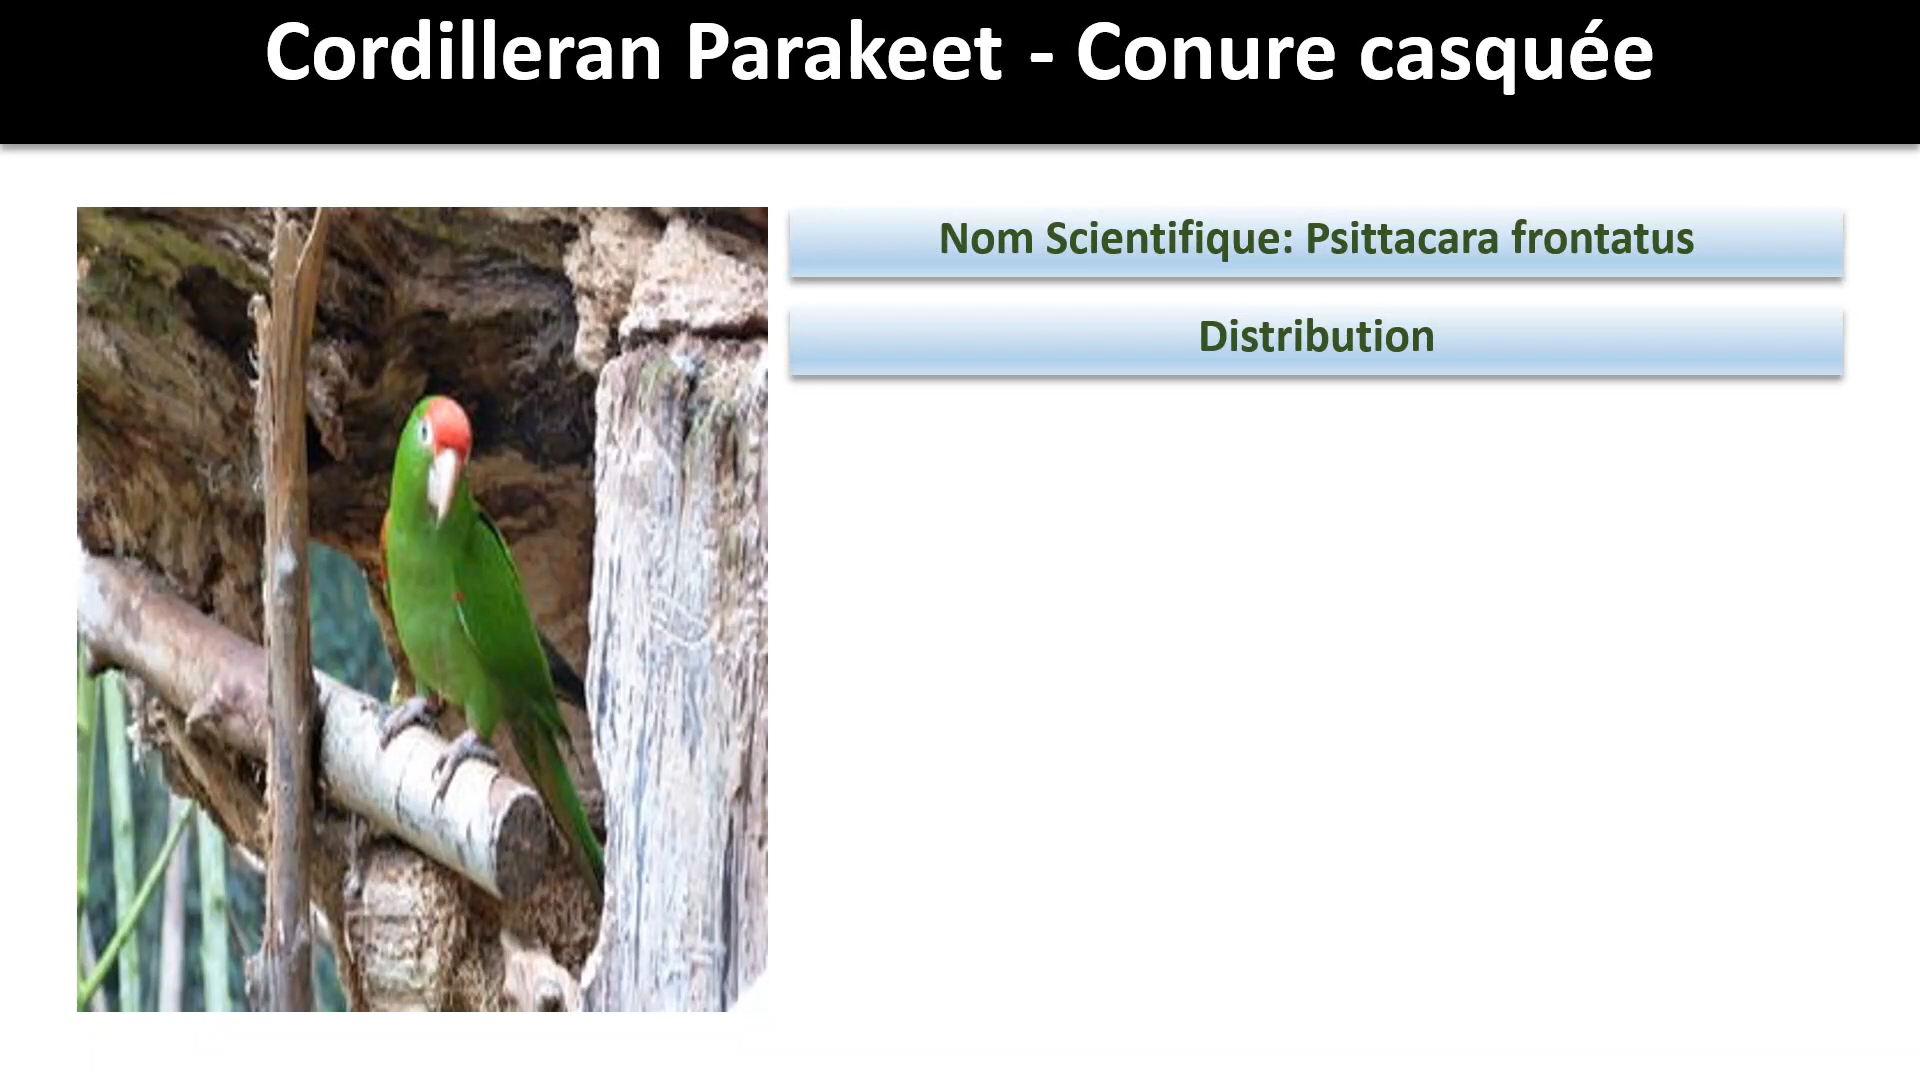 Cordilleran Parakeet - Conure casquée
Nom Scientifique: Psittacara frontatus
Distribution